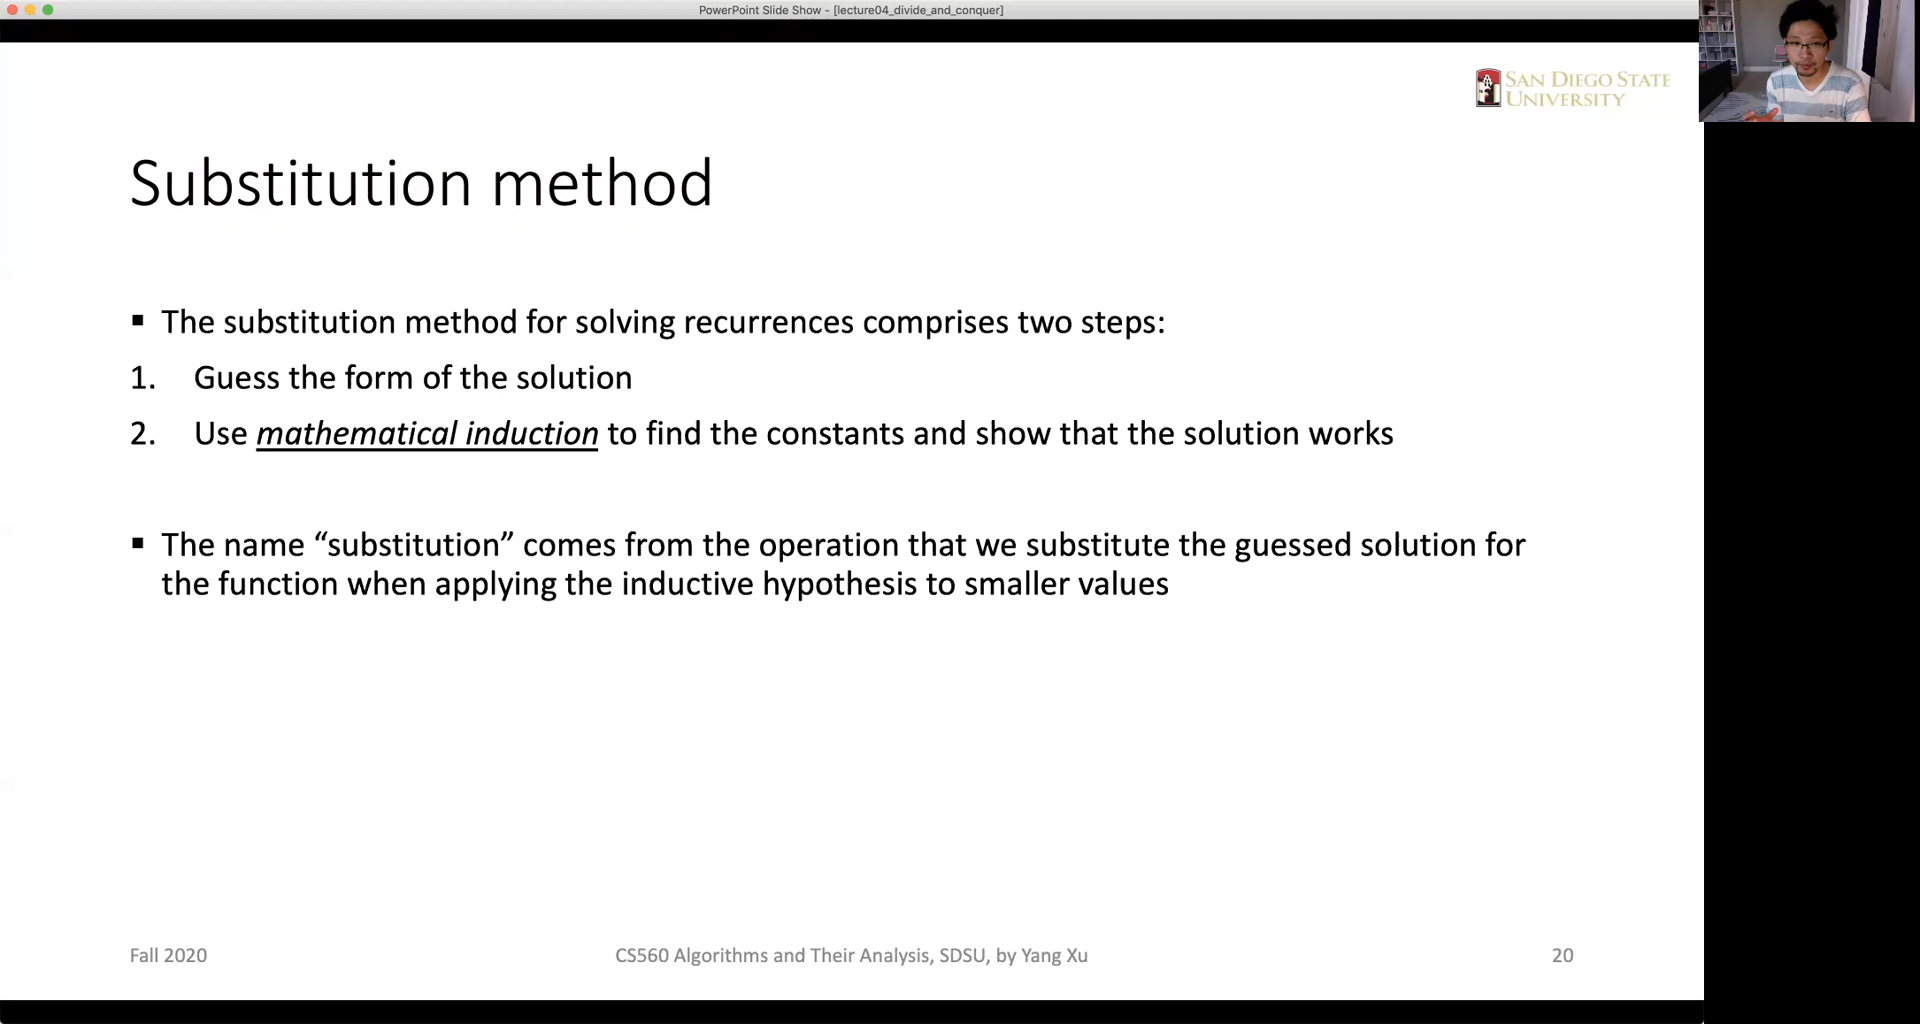 PowerPoint Slide Show - [lecture04_divide_and_conquer]
SAN DIEGO STATE
UNIVERSITY
Substitution method
▪ The substitution method for solving recurrences comprises two steps:
1. Guess the form of the solution
2. Use mathematical induction to find the constants and show that the solution works
▪ The name “substitution” comes from the operation that we substitute the guessed solution for
the function when applying the inductive hypothesis to smaller values
Fall 2020
CS560 Algorithms and Their Analysis, SDSU, by Yang Xu
20